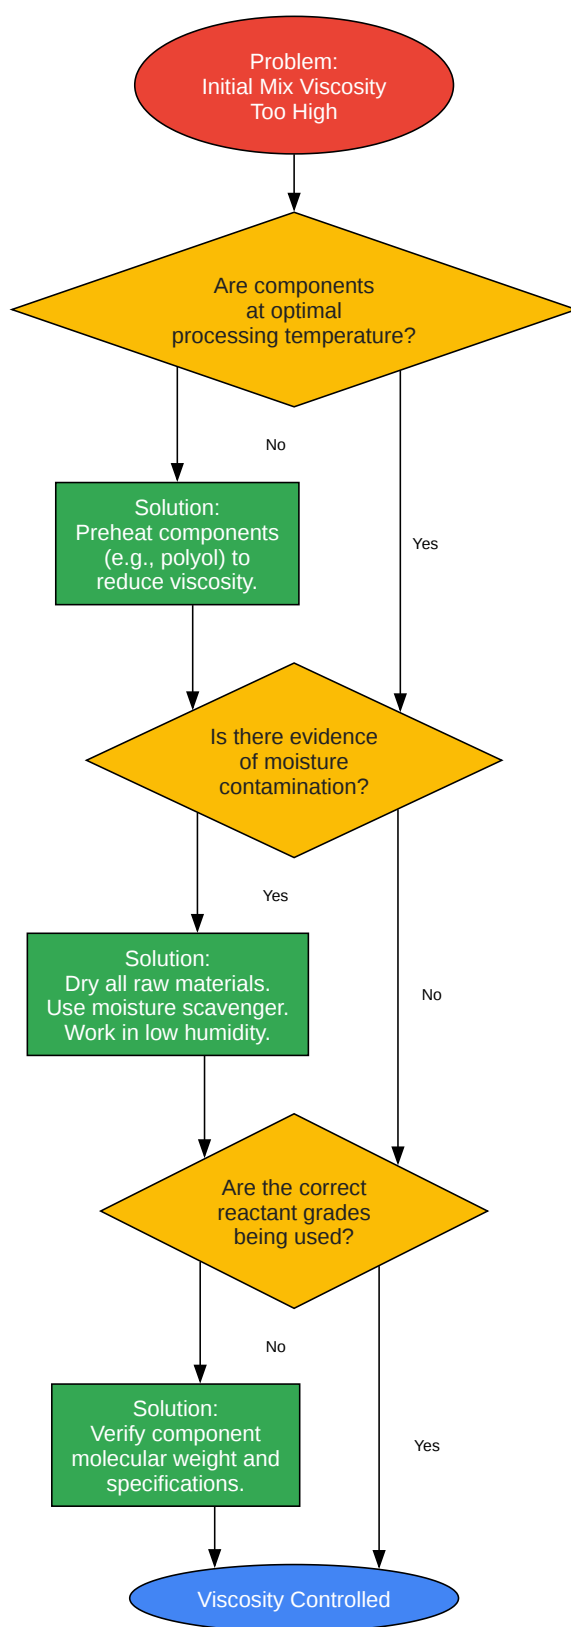 Problem:
Initial Mix Viscosity
Too High
Are components
at optimal
processing temperature?
No
Yes
Solution:
Preheat components
(e.g., polyol) to
reduce viscosity.
Is there evidence
of moisture
contamination?
Yes
No
Solution:
Dry all raw materials.
Use moisture scavenger.
Work in low humidity.
Are the correct
reactant grades
being used?
No
Yes
Solution:
Verify component
molecular weight and
specifications.
Viscosity Controlled